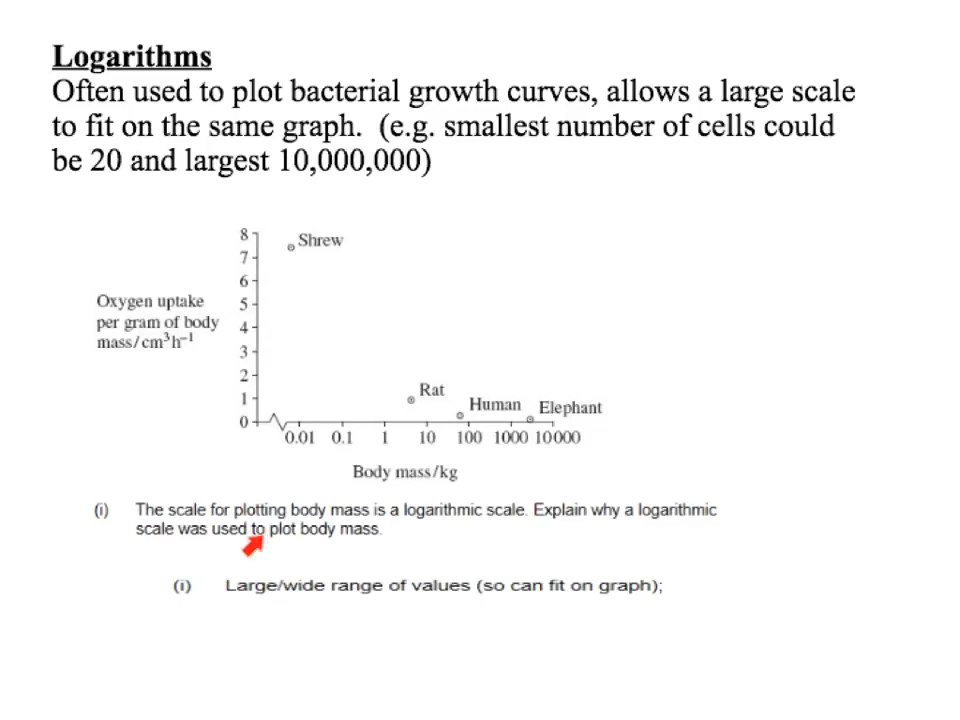 Logarithms
Often used to plot bacterial growth curves, allows a large scale
to fit on the same graph.  (e.g. smallest number of cells could
be 20 and largest 10,000,000)
8
Shrew
7
6
Oxygen uptake
5
per gram of body
4
mass/cm³h⁻¹
3
2
Rat
1
Human
Elephant
0
0.01 0.1 1 10 100 1000 10000
Body mass/kg
(i) The scale for plotting body mass is a logarithmic scale. Explain why a logarithmic
scale was used to plot body mass.
(i) Large/wide range of values (so can fit on graph);